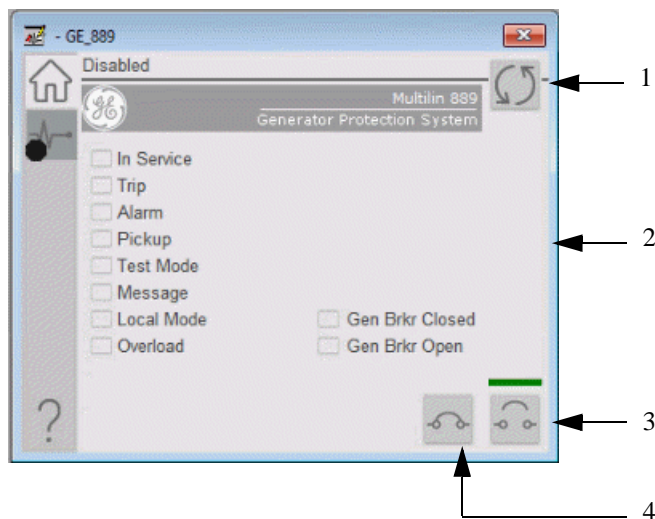 - GE_889
Disabled
1
GE
Multilin 889
Generator Protection System
In Service
Trip
Alarm
2
Pickup
Test Mode
Message
Local Mode Gen Brkr Closed
Overload Gen Brkr Open
?
3
4